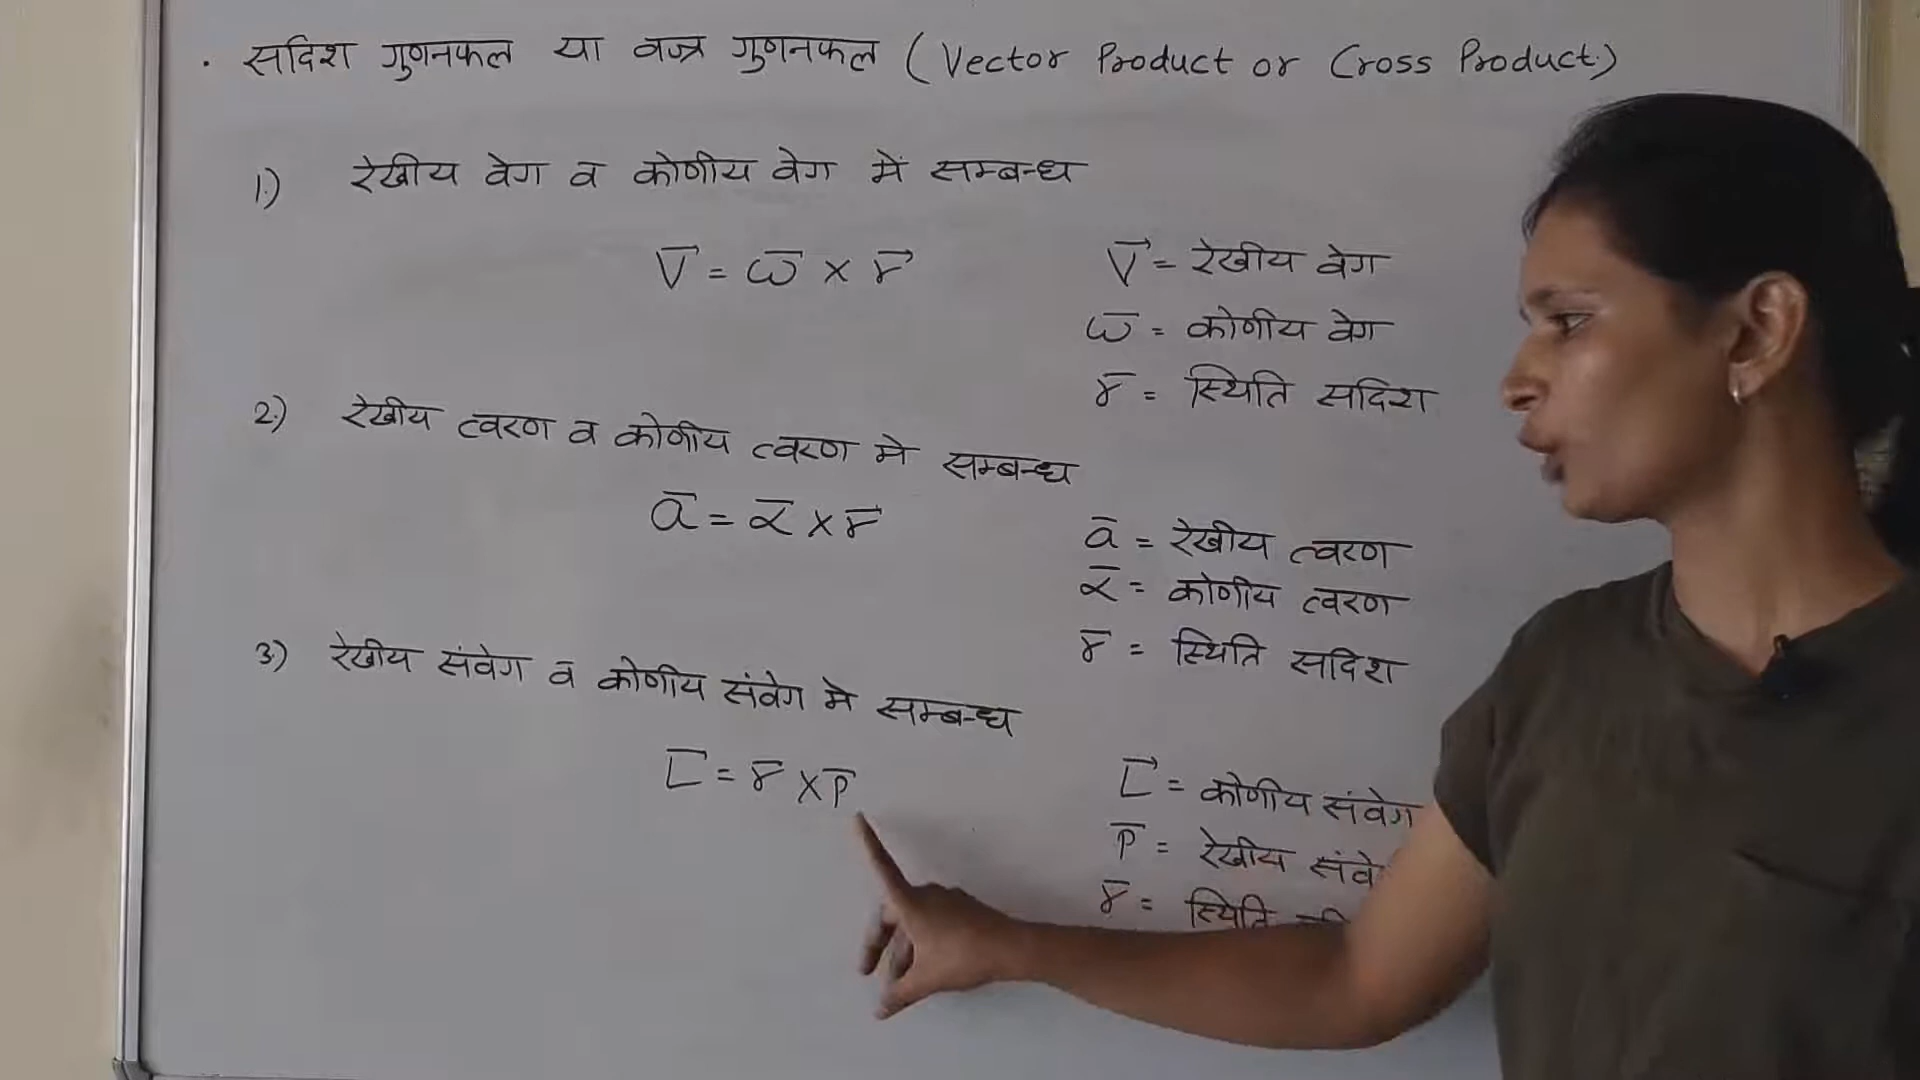 • सदिश गुणनफल या वज्र गुणनफल (Vector Product or Cross Product)
1.) रेखीय वेग व कोणीय वेग में सम्बन्ध
V⃗ = ω̅ × r⃗
V⃗ = रेखीय वेग
ω̅ = कोणीय वेग
r̅ = स्थिति सदिश
2.) रेखीय त्वरण व कोणीय त्वरण मे सम्बन्ध
a̅ = α̅ × r̅
a̅ = रेखीय त्वरण
α̅ = कोणीय त्वरण
r̅ = स्थिति सदिश
3.) रेखीय संवेग व कोणीय संवेग मे सम्बन्ध
L⃗ = r̅ × P̅
L⃗ = कोणीय संवेग
P̅ = रेखीय संवे
r̅ = स्थिति